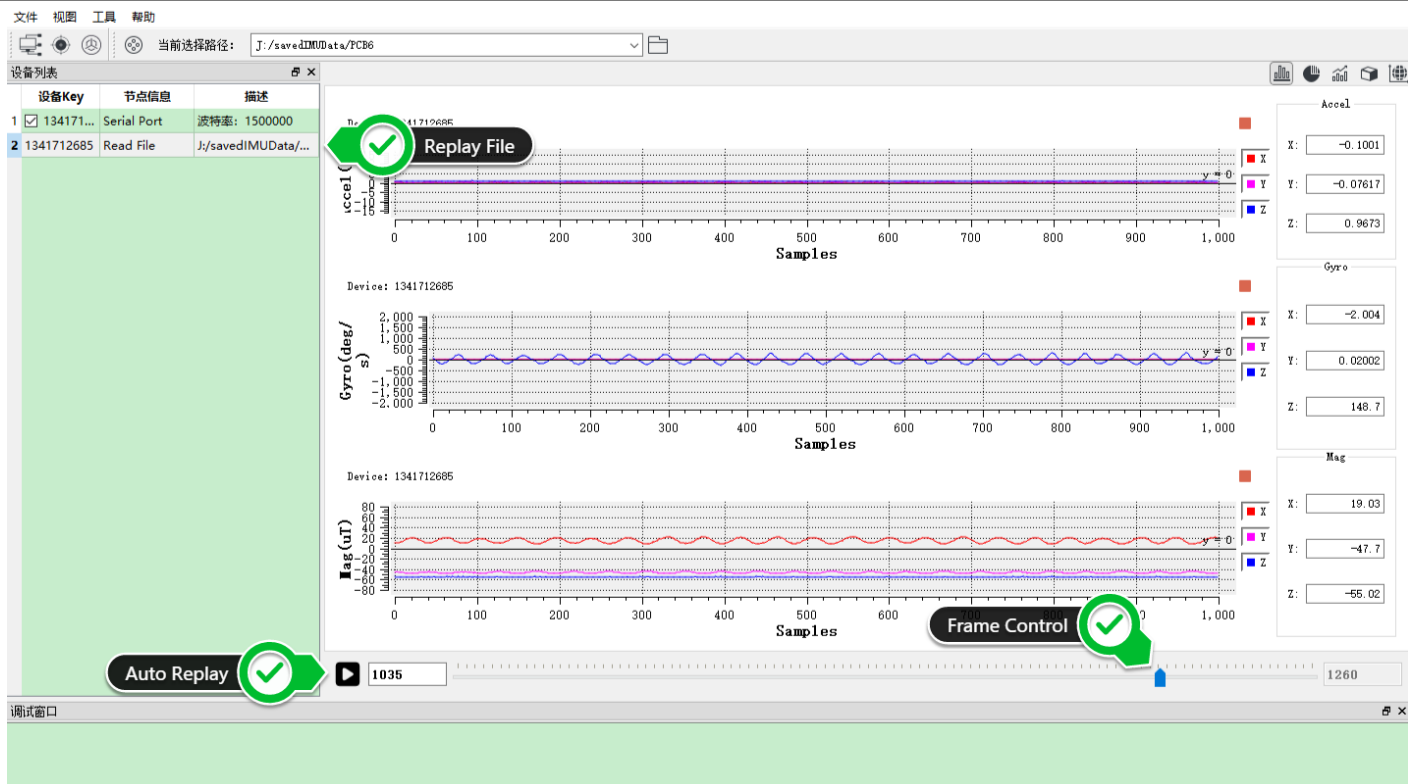 文件 视图 工具 帮助
当前选择路径: J:/savedIMUData/PCB6
设备列表
设备Key 节点信息 描述
1 134171... Serial Port 波特率: 1500000
2 1341712685 Read File J:/savedIMUData/...
Replay File
y = 0
X
Y
Z
-5
-10
-15
0 100 200 300 400 500 600 700 800 900 1,000
Samples
Accel
X: -0.1001
Y: -0.07617
Z: 0.9673
Device: 1341712685
Gyro(deg/s)
2,000
1,500
1,000
500
0
-500
-1,000
-1,500
-2,000
y = 0
X
Y
Z
0 100 200 300 400 500 600 700 800 900 1,000
Samples
Gyro
X: -2.004
Y: 0.02002
Z: 148.7
Device: 1341712685
Mag(uT)
80
60
40
20
0
-20
-40
-60
-80
y = 0
X
Y
Z
0 100 200 300 400 500 600 700 800 1,000
Samples
Mag
X: 19.03
Y: -47.7
Z: -55.02
Frame Control
Auto Replay
1035
1260
调试窗口